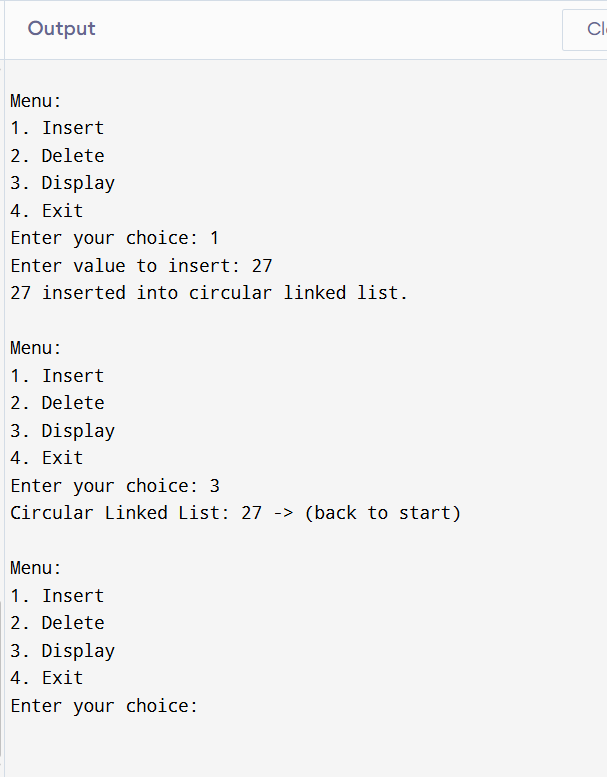 Output
Menu:
1. Insert
2. Delete
3. Display
4. Exit
Enter your choice: 1
Enter value to insert: 27
27 inserted into circular linked list.
Menu:
1. Insert
2. Delete
3. Display
4. Exit
Enter your choice: 3
Circular Linked List: 27 -> (back to start)
Menu:
1. Insert
2. Delete
3. Display
4. Exit
Enter your choice: